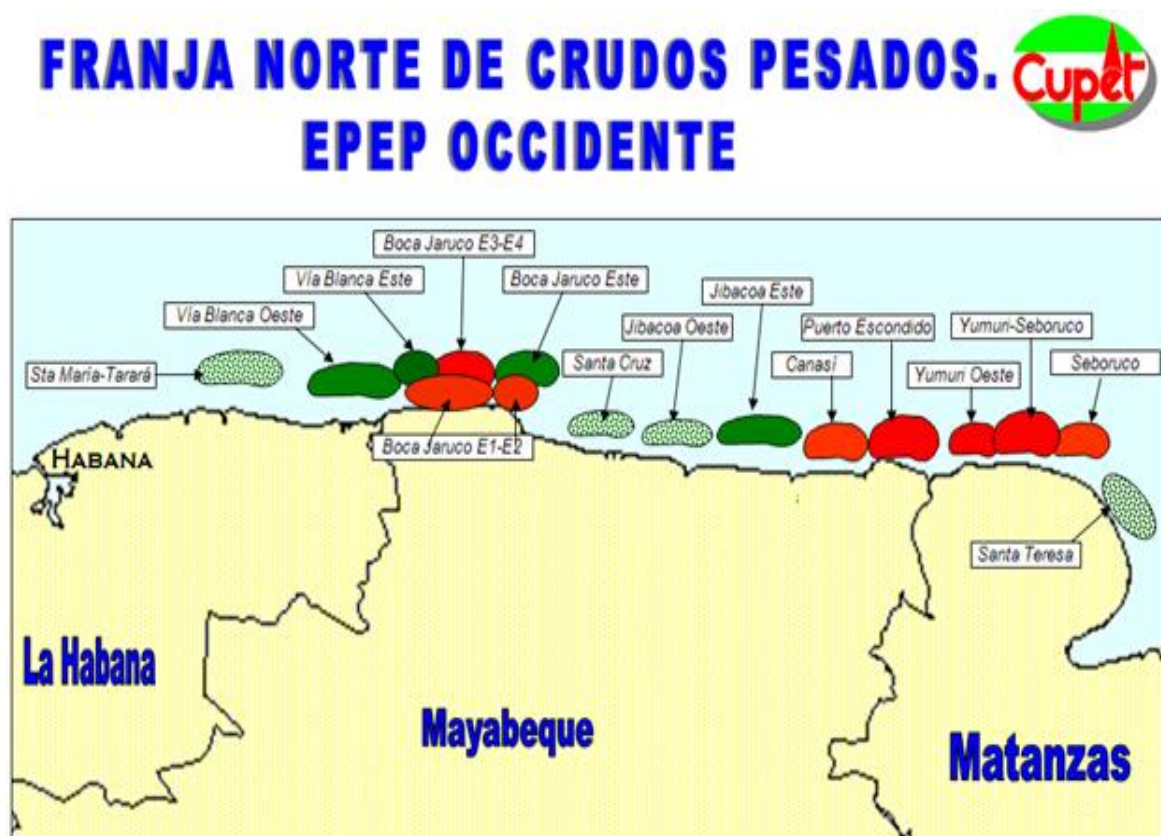 FRANJA NORTE DE CRUDOS PESADOS.
EPEP OCCIDENTE
Cupet
Boca Jaruco E3-E4
Vía Blanca Este
Boca Jaruco Este
Jibacoa Este
Vía Blanca Oeste
Jibacoa Oeste
Puerto Escondido
Yumurí-Seboruco
Sta María-Tarará
Santa Cruz
Canasí
Yumurí Oeste
Seboruco
Boca Jaruco E1-E2
HABANA
Santa Teresa
La Habana
Mayabeque
Matanzas